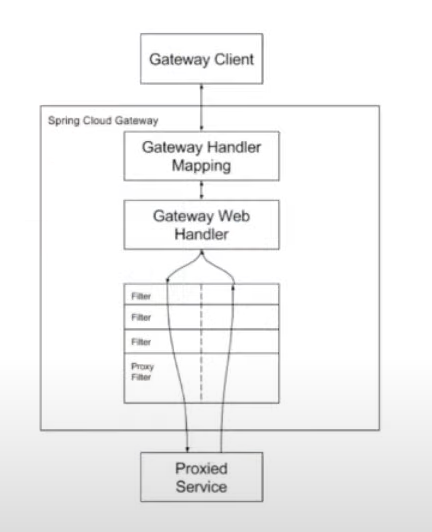 Gateway Client
Spring Cloud Gateway
Gateway Handler
Mapping
Gateway Web
Handler
Filter
Filter
Filter
Proxy
Filter
Proxied
Service